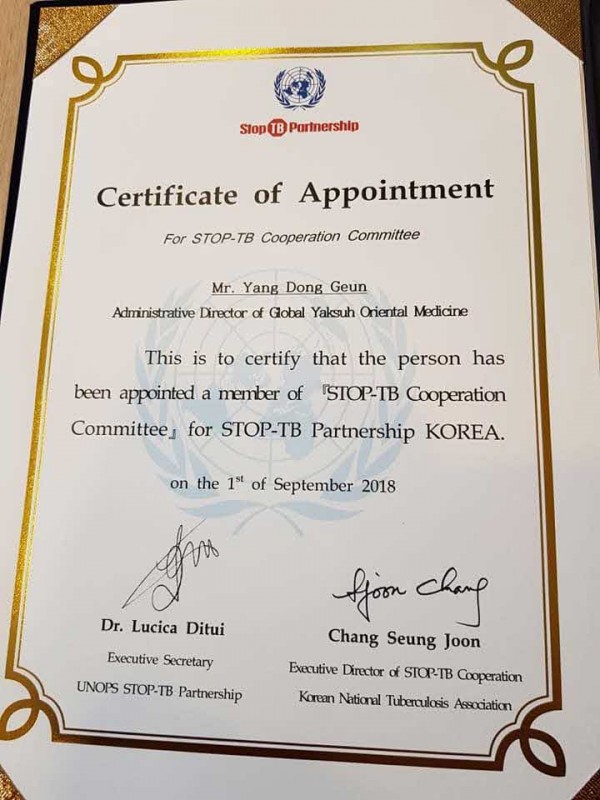 Stop TB Partnership
Certificate of Appointment
For STOP-TB Cooperation Committee
Mr. Yang Dong Geun
Administrative Director of Global Yaksuh Oriental Medicine
This is to certify that the person has
been appointed a member of 『STOP-TB Cooperation
Committee』 for STOP-TB Partnership KOREA.
on the 1st of September 2018
Sjoon Chang
Dr. Lucica Ditui
Executive Secretary
UNOPS STOP-TB Partnership
Chang Seung Joon
Executive Director of STOP-TB Cooperation
Korean National Tuberculosis Association